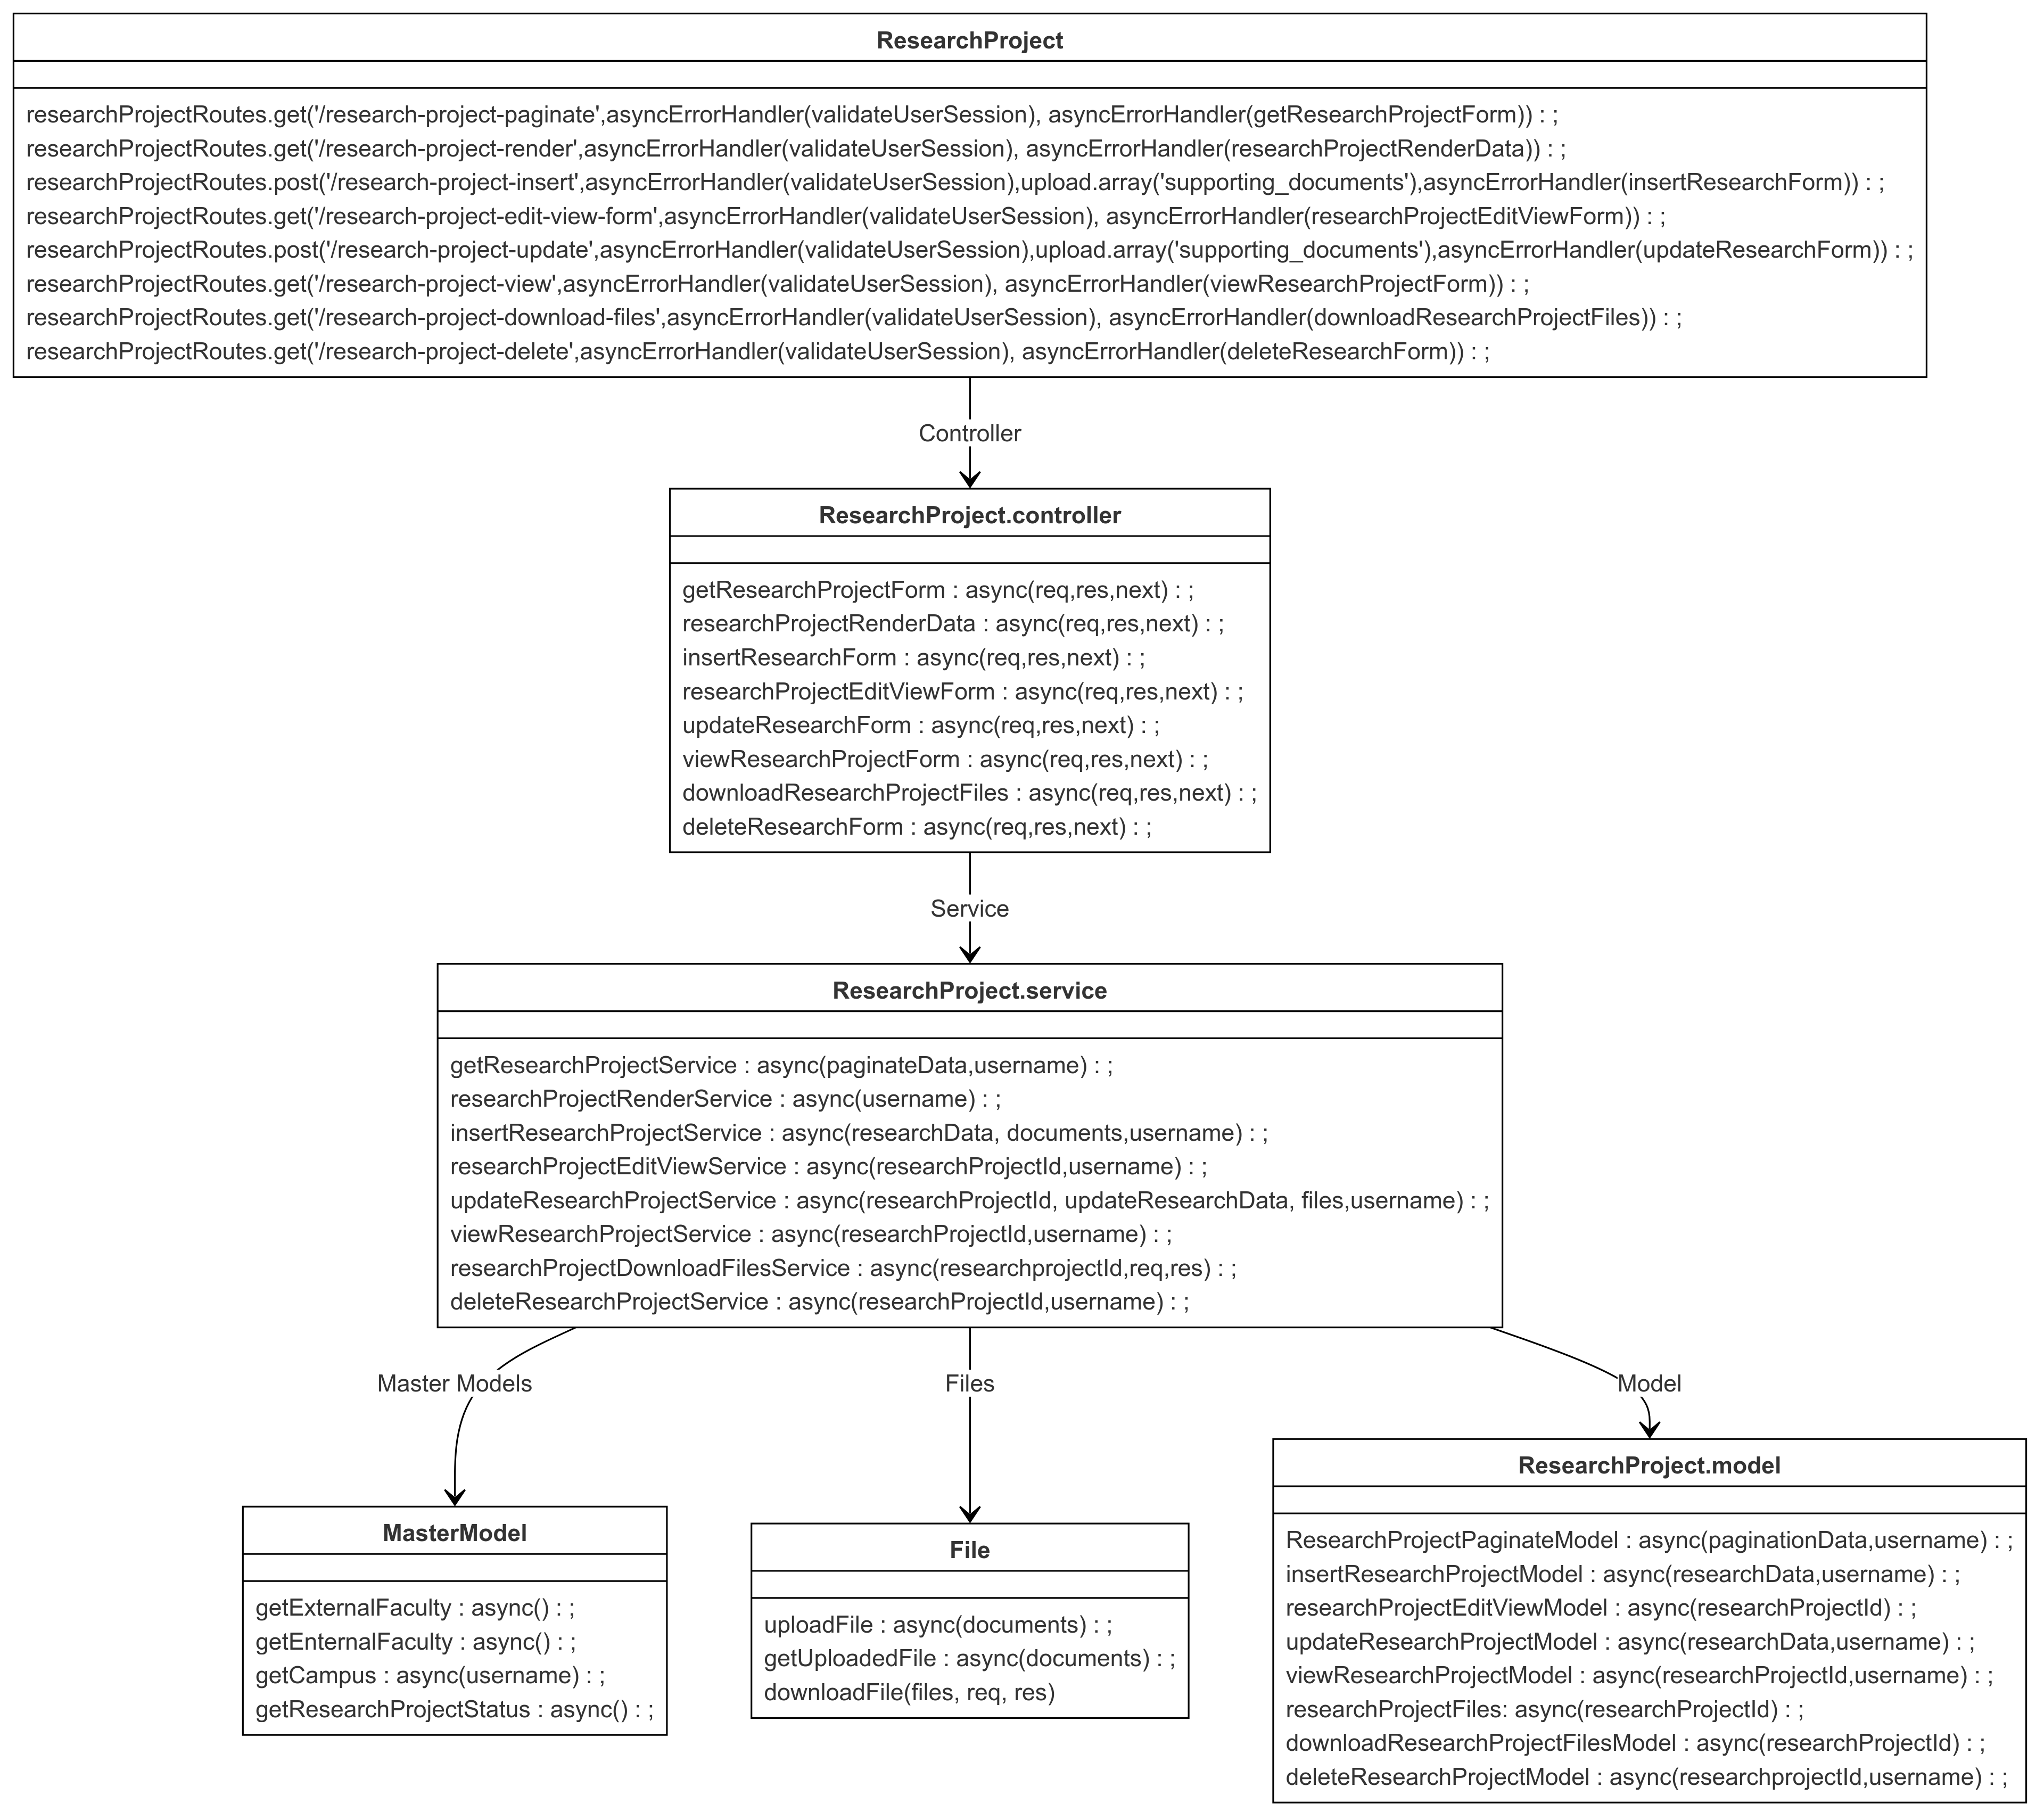 ResearchProject
researchProjectRoutes.get('/research-project-paginate',asyncErrorHandler(validateUserSession), asyncErrorHandler(getResearchProjectForm)) : ;
researchProjectRoutes.get('/research-project-render',asyncErrorHandler(validateUserSession), asyncErrorHandler(researchProjectRenderData)) : ;
researchProjectRoutes.post('/research-project-insert',asyncErrorHandler(validateUserSession),upload.array('supporting_documents'),asyncErrorHandler(insertResearchForm)) : ;
researchProjectRoutes.get('/research-project-edit-view-form',asyncErrorHandler(validateUserSession), asyncErrorHandler(researchProjectEditViewForm)) : ;
researchProjectRoutes.post('/research-project-update',asyncErrorHandler(validateUserSession),upload.array('supporting_documents'),asyncErrorHandler(updateResearchForm)) : ;
researchProjectRoutes.get('/research-project-view',asyncErrorHandler(validateUserSession), asyncErrorHandler(viewResearchProjectForm)) : ;
researchProjectRoutes.get('/research-project-download-files',asyncErrorHandler(validateUserSession), asyncErrorHandler(downloadResearchProjectFiles)) : ;
researchProjectRoutes.get('/research-project-delete',asyncErrorHandler(validateUserSession), asyncErrorHandler(deleteResearchForm)) : ;
Controller
ResearchProject.controller
getResearchProjectForm : async(req,res,next) : ;
researchProjectRenderData : async(req,res,next) : ;
insertResearchForm : async(req,res,next) : ;
researchProjectEditViewForm : async(req,res,next) : ;
updateResearchForm : async(req,res,next) : ;
viewResearchProjectForm : async(req,res,next) : ;
downloadResearchProjectFiles : async(req,res,next) : ;
deleteResearchForm : async(req,res,next) : ;
Service
ResearchProject.service
getResearchProjectService : async(paginateData,username) : ;
researchProjectRenderService : async(username) : ;
insertResearchProjectService : async(researchData, documents,username) : ;
researchProjectEditViewService : async(researchProjectId,username) : ;
updateResearchProjectService : async(researchProjectId, updateResearchData, files,username) : ;
viewResearchProjectService : async(researchProjectId,username) : ;
researchProjectDownloadFilesService : async(researchprojectId,req,res) : ;
deleteResearchProjectService : async(researchProjectId,username) : ;
Master Models
Files
Model
MasterModel
getExternalFaculty : async() : ;
getEnternalFaculty : async() : ;
getCampus : async(username) : ;
getResearchProjectStatus : async() : ;
File
uploadFile : async(documents) : ;
getUploadedFile : async(documents) : ;
downloadFile(files, req, res)
ResearchProject.model
ResearchProjectPaginateModel : async(paginationData,username) : ;
insertResearchProjectModel : async(researchData,username) : ;
researchProjectEditViewModel : async(researchProjectId) : ;
updateResearchProjectModel : async(researchData,username) : ;
viewResearchProjectModel : async(researchProjectId,username) : ;
researchProjectFiles: async(researchProjectId) : ;
downloadResearchProjectFilesModel : async(researchProjectId) : ;
deleteResearchProjectModel : async(researchprojectId,username) : ;